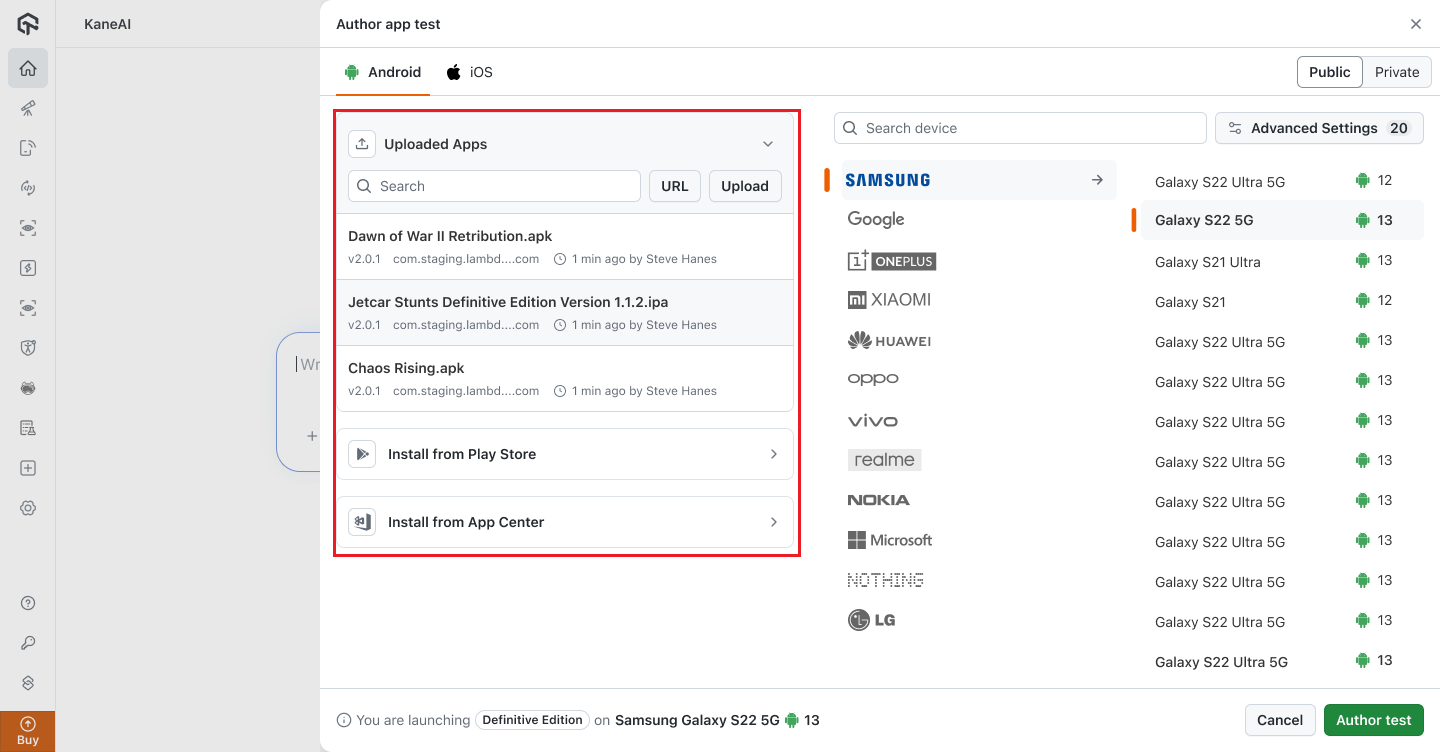 KaneAI
Author app test
Android
iOS
Public
Private
Uploaded Apps
Search
URL
Upload
Dawn of War II Retribution.apk
v2.0.1 com.staging.lambd....com 1 min ago by Steve Hanes
Jetcar Stunts Definitive Edition Version 1.1.2.ipa
v2.0.1 com.staging.lambd....com 1 min ago by Steve Hanes
Chaos Rising.apk
v2.0.1 com.staging.lambd....com 1 min ago by Steve Hanes
Install from Play Store
Install from App Center
Search device
Advanced Settings 20
SAMSUNG
Google
1+ ONEPLUS
mi XIAOMI
HUAWEI
oppo
vivo
realme
NOKIA
Microsoft
NOTHING
LG
Galaxy S22 Ultra 5G 12
Galaxy S22 5G 13
Galaxy S21 Ultra 13
Galaxy S21 12
Galaxy S22 Ultra 5G 13
Galaxy S22 Ultra 5G 13
Galaxy S22 Ultra 5G 13
Galaxy S22 Ultra 5G 13
Galaxy S22 Ultra 5G 13
Galaxy S22 Ultra 5G 13
Galaxy S22 Ultra 5G 13
Galaxy S22 Ultra 5G 13
Galaxy S22 Ultra 5G 13
Wr
Buy
You are launching Definitive Edition on Samsung Galaxy S22 5G 13
Cancel
Author test